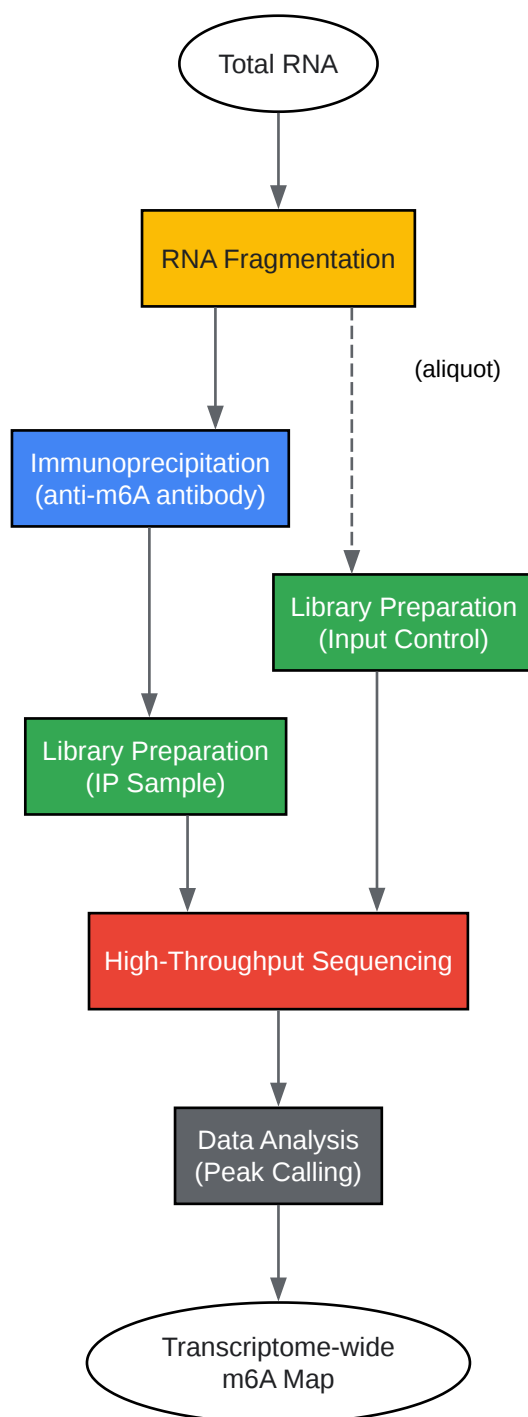 Total RNA
RNA Fragmentation
(aliquot)
Immunoprecipitation
(anti-m6A antibody)
Library Preparation
(Input Control)
Library Preparation
(IP Sample)
High-Throughput Sequencing
Data Analysis
(Peak Calling)
Transcriptome-wide
m6A Map